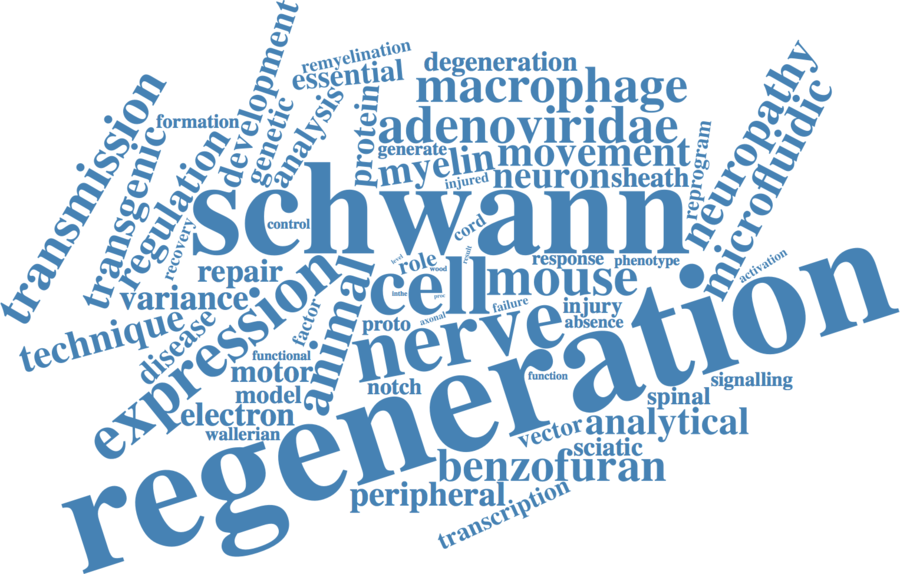 development
remyelination
essential
degeneration
macrophage
transmission
formation
genetic
analysis
protein
adenoviridae
neuropathy
transgenic
regulation
generate
myelin
movement
reprogram
microfluidic
injured
neuron
sheath
schwann
control
cord
recovery
repair
role
level
wood
result
response
phenotype
activation
variance
expression
animal
cell
mouse
inthe
technique
disease
factor
proto
axonal
nerve
failure
injury
absence
functional
motor
notch
function
regeneration
signalling
model
spinal
electron
wallerian
vector
analytical
sciatic
benzofuran
peripheral
transcription